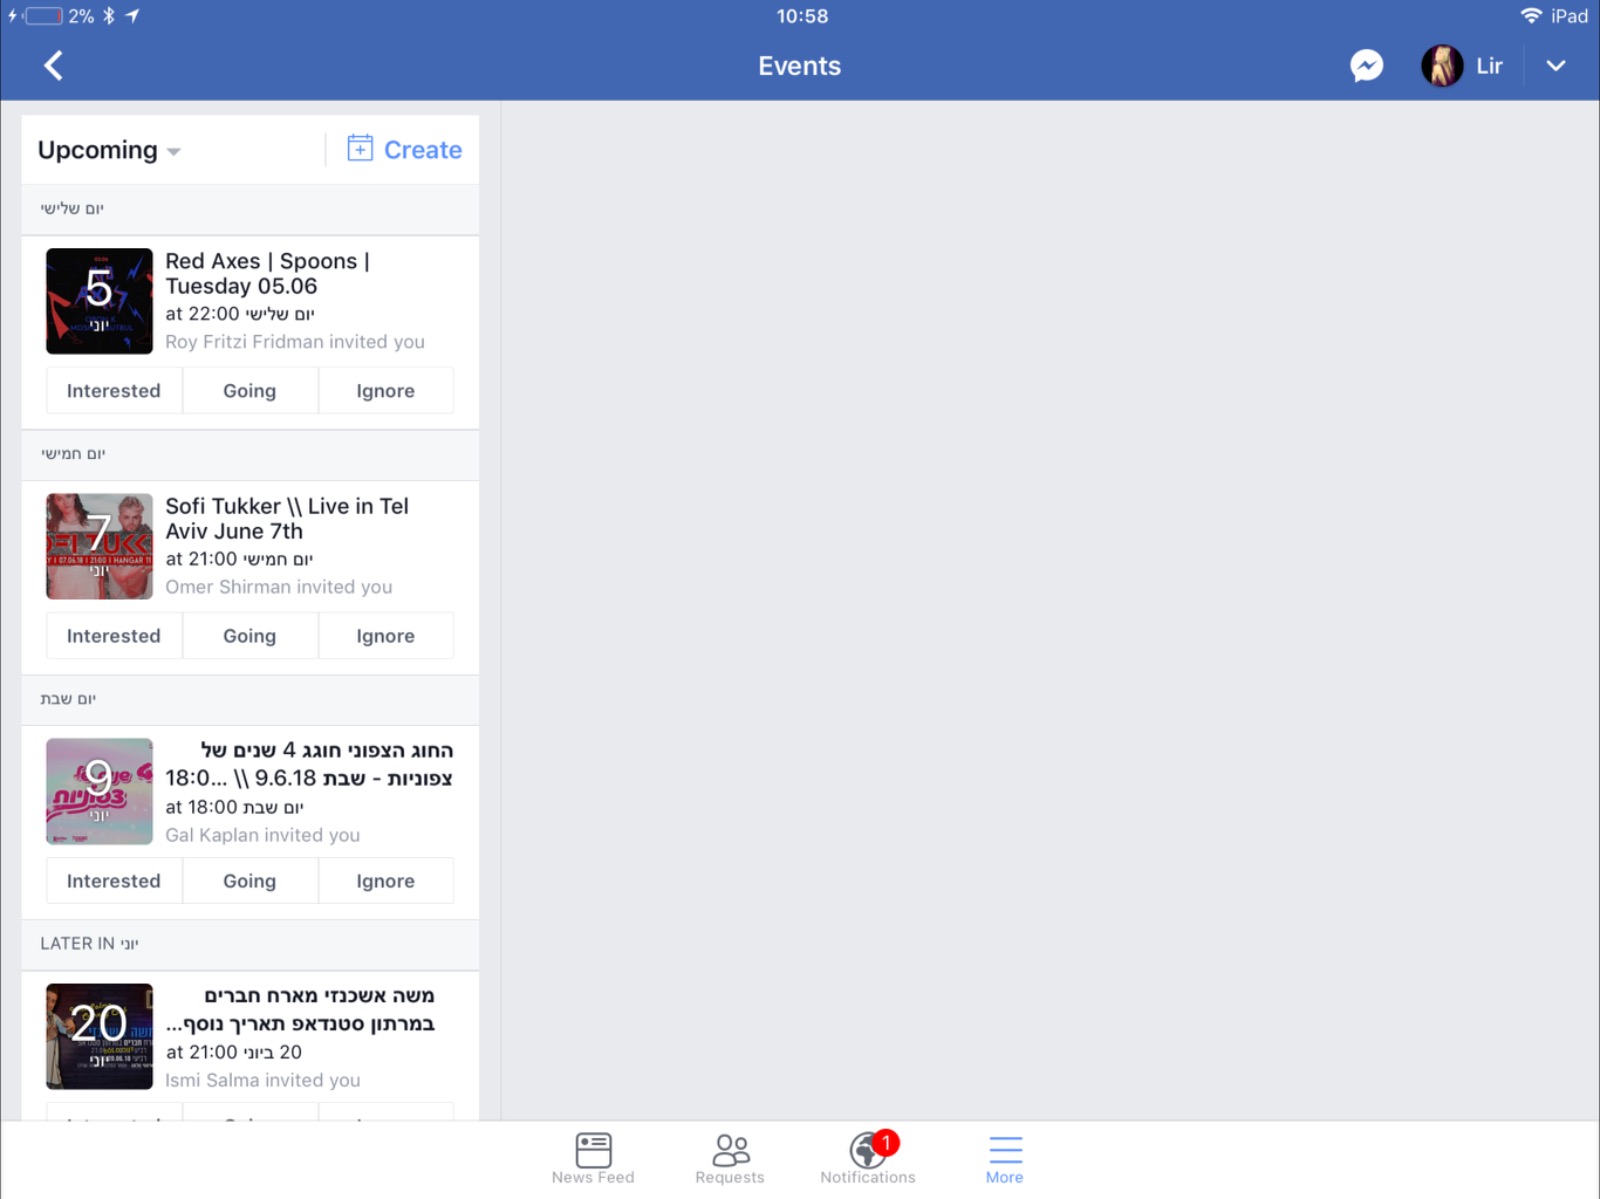 2%
10:58
iPad
Events
Lir
Upcoming
Create
יום שלישי
5
יוני
Red Axes | Spoons |
Tuesday 05.06
at 22:00 יום שלישי
Roy Fritzi Fridman invited you
Interested
Going
Ignore
יום חמישי
7
יוני
Sofi Tukker \\ Live in Tel
Aviv June 7th
at 21:00 יום חמישי
Omer Shirman invited you
Interested
Going
Ignore
יום שבת
9
יוני
החוג הצפוני חוגג 4 שנים של
צפוניות - שבת 9.6.18 \\ ...18:0
at 18:00 יום שבת
Gal Kaplan invited you
Interested
Going
Ignore
LATER IN יוני
20
יוני
משה אשכנזי מארח חברים
במרתון סטנדאפ תאריך נוסף...
at 21:00 20 ביוני
Ismi Salma invited you
News Feed
Requests
1
Notifications
More